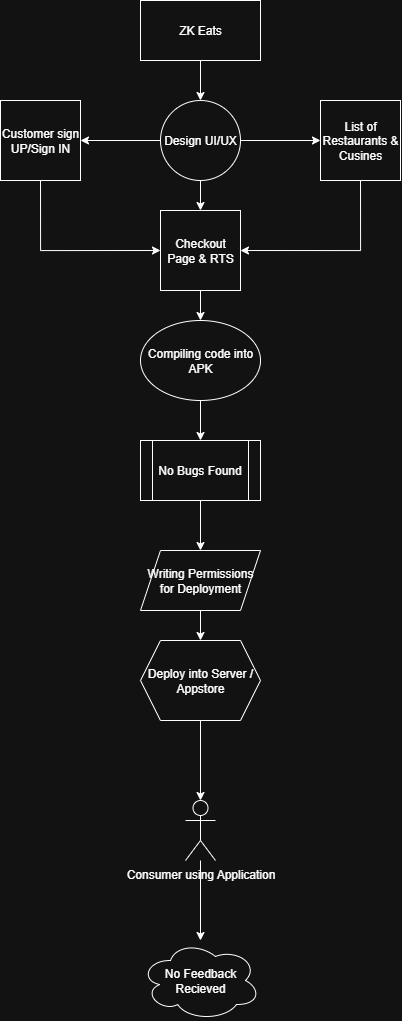 ZK Eats
Customer sign
UP/Sign IN
Design UI/UX
List of
Restaurants &
Cusines
Checkout
Page & RTS
Compiling code into
APK
No Bugs Found
Writing Permissions
for Deployment
Deploy into Server /
Appstore
Consumer using Application
No Feedback
Recieved